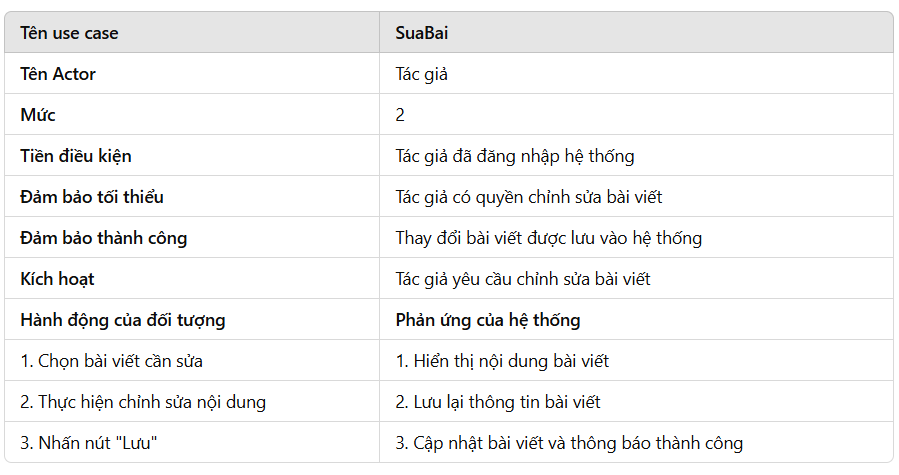 Tên use case SuaBai
Tên Actor Tác giả
Mức 2
Tiền điều kiện Tác giả đã đăng nhập hệ thống
Đảm bảo tối thiểu Tác giả có quyền chỉnh sửa bài viết
Đảm bảo thành công Thay đổi bài viết được lưu vào hệ thống
Kích hoạt Tác giả yêu cầu chỉnh sửa bài viết
Hành động của đối tượng Phản ứng của hệ thống
1. Chọn bài viết cần sửa 1. Hiển thị nội dung bài viết
2. Thực hiện chỉnh sửa nội dung 2. Lưu lại thông tin bài viết
3. Nhấn nút "Lưu" 3. Cập nhật bài viết và thông báo thành công